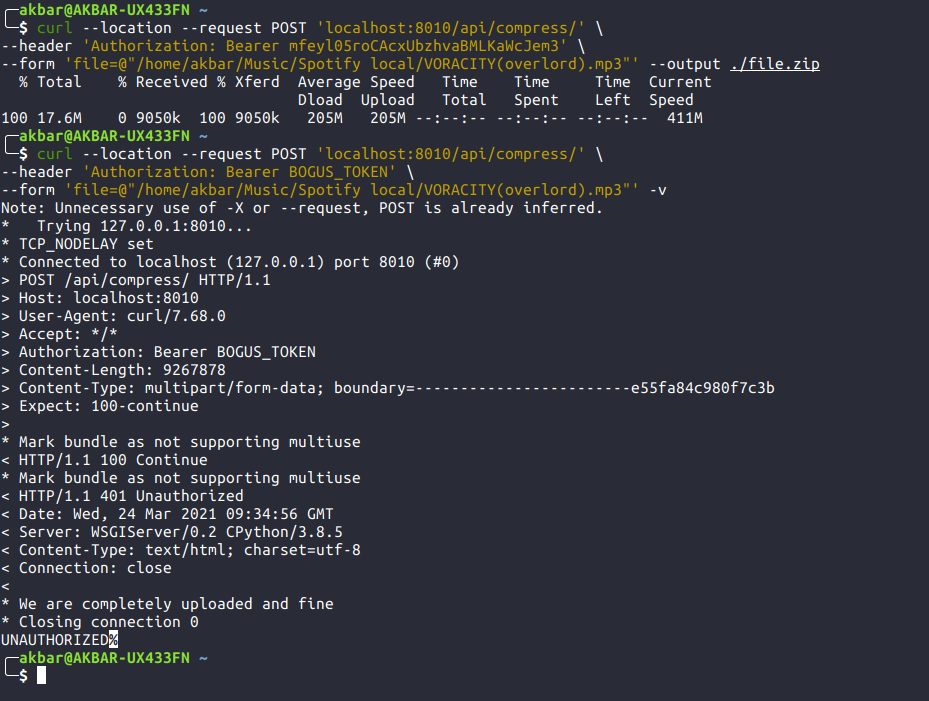 akbar@AKBAR-UX433FN ~
$ curl --location --request POST 'localhost:8010/api/compress/' \
--header 'Authorization: Bearer mfeyl05roCAcxUbzhvaBMLKaWcJem3' \
--form 'file=@"/home/akbar/Music/Spotify local/VORACITY(overlord).mp3"' --output ./file.zip
  % Total    % Received % Xferd  Average Speed   Time    Time     Time  Current
                                 Dload  Upload   Total   Spent    Left  Speed
100 17.6M    0 9050k  100 9050k   205M   205M --:--:-- --:--:-- --:--:--  411M
akbar@AKBAR-UX433FN ~
$ curl --location --request POST 'localhost:8010/api/compress/' \
--header 'Authorization: Bearer BOGUS_TOKEN' \
--form 'file=@"/home/akbar/Music/Spotify local/VORACITY(overlord).mp3"' -v
Note: Unnecessary use of -X or --request, POST is already inferred.
*   Trying 127.0.0.1:8010...
* TCP_NODELAY set
* Connected to localhost (127.0.0.1) port 8010 (#0)
> POST /api/compress/ HTTP/1.1
> Host: localhost:8010
> User-Agent: curl/7.68.0
> Accept: */*
> Authorization: Bearer BOGUS_TOKEN
> Content-Length: 9267878
> Content-Type: multipart/form-data; boundary=------------------------e55fa84c980f7c3b
> Expect: 100-continue
>
* Mark bundle as not supporting multiuse
< HTTP/1.1 100 Continue
* Mark bundle as not supporting multiuse
< HTTP/1.1 401 Unauthorized
< Date: Wed, 24 Mar 2021 09:34:56 GMT
< Server: WSGIServer/0.2 CPython/3.8.5
< Content-Type: text/html; charset=utf-8
< Connection: close
<
* We are completely uploaded and fine
* Closing connection 0
UNAUTHORIZED%
akbar@AKBAR-UX433FN ~
$